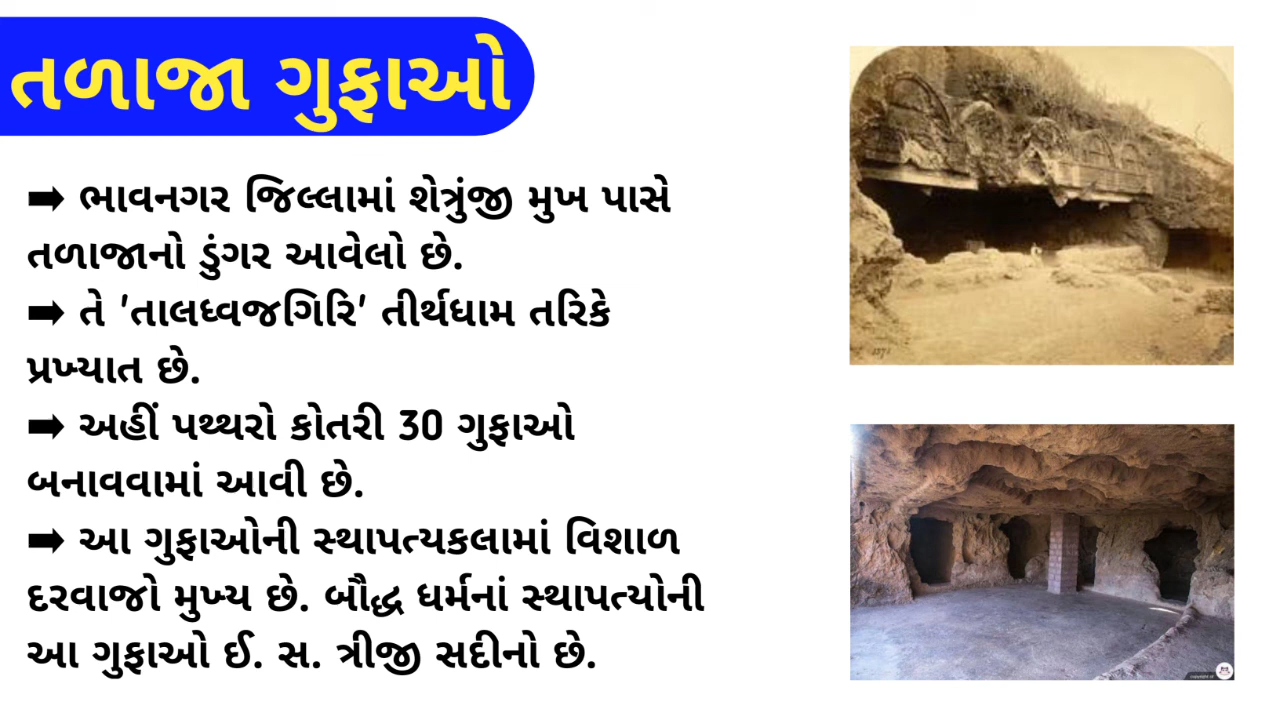 તળાજા ગુફાઓ
➡ ભાવનગર જિલ્લામાં શેત્રુંજી મુખ પાસે
તળાજાનો ડુંગર આવેલો છે.
➡ તે 'તાલધ્વજગિરિ' તીર્થધામ તરિકે
પ્રખ્યાત છે.
➡ અહીં પથ્થરો કોતરી 30 ગુફાઓ
બનાવવામાં આવી છે.
➡ આ ગુફાઓની સ્થાપત્યકલામાં વિશાળ
દરવાજો મુખ્ય છે. બૌદ્ધ ધર્મનાં સ્થાપત્યોની
આ ગુફાઓ ઈ. સ. ત્રીજી સદીનો છે.